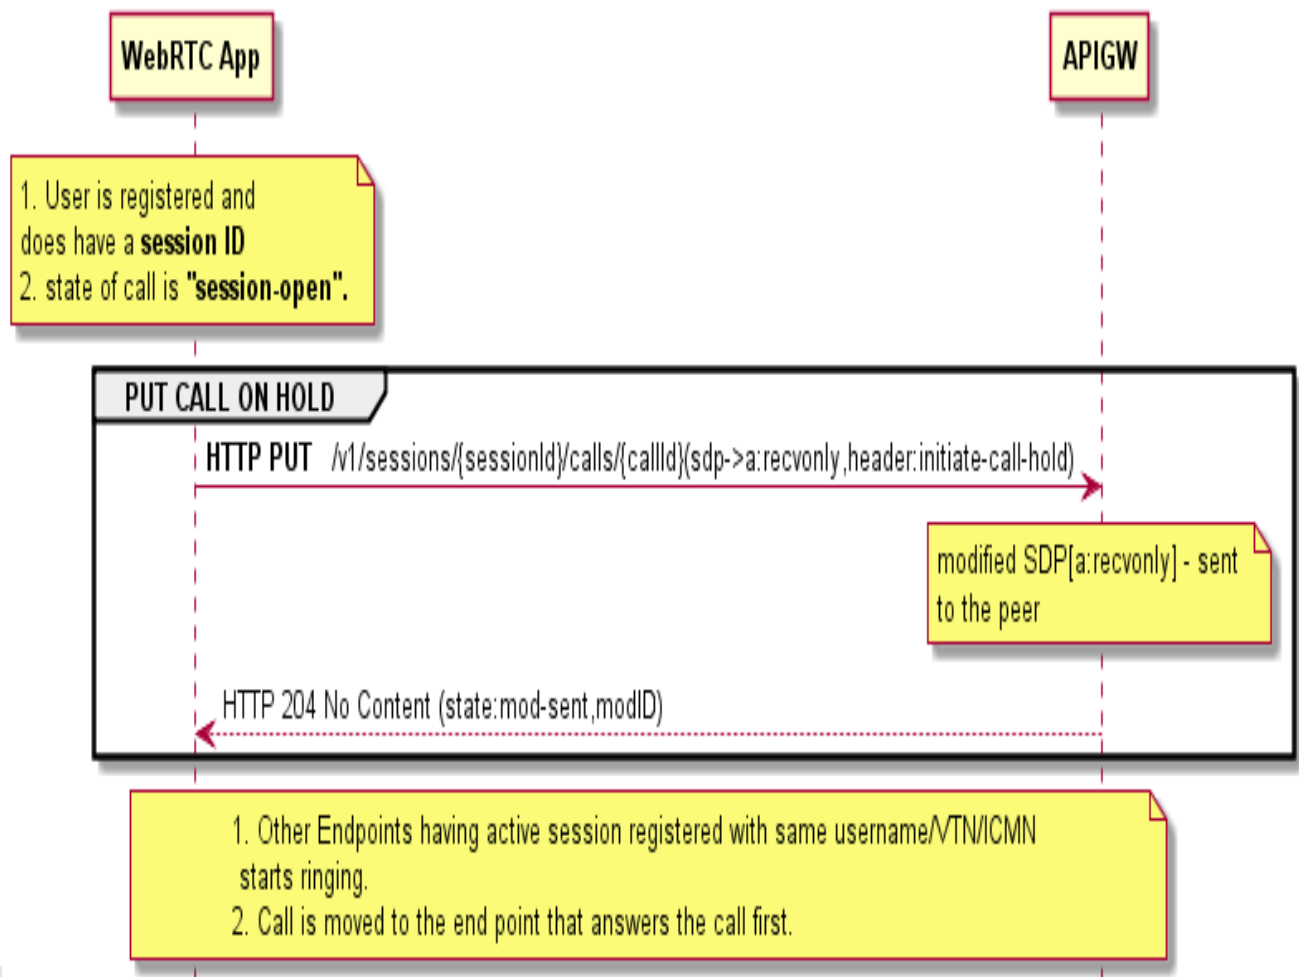 WebRTC App
APIGW
1. User is registered and
does have a session ID
2. state of call is "session-open".
PUT CALL ON HOLD
HTTP PUT /v1/sessions/{sessionId}/calls/{callId}(sdp->a:recvonly,header:initiate-call-hold)
modified SDP[a:recvonly] - sent
to the peer
HTTP 204 No Content (state:mod-sent,modID)
1. Other Endpoints having active session registered with same username/VTN/ICMN
starts ringing.
2. Call is moved to the end point that answers the call first.